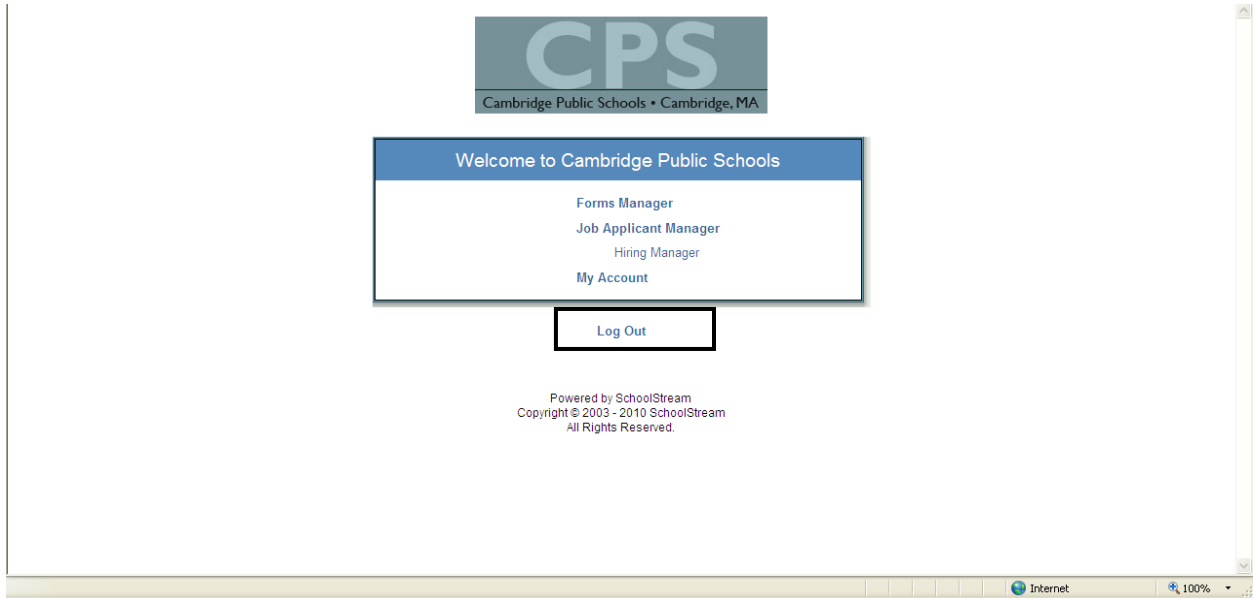 CPS
Cambridge Public Schools • Cambridge, MA
Welcome to Cambridge Public Schools
Forms Manager
Job Applicant Manager
Hiring Manager
My Account
Log Out
Powered by SchoolStream
Copyright © 2003 - 2010 SchoolStream
All Rights Reserved.
Internet 100%